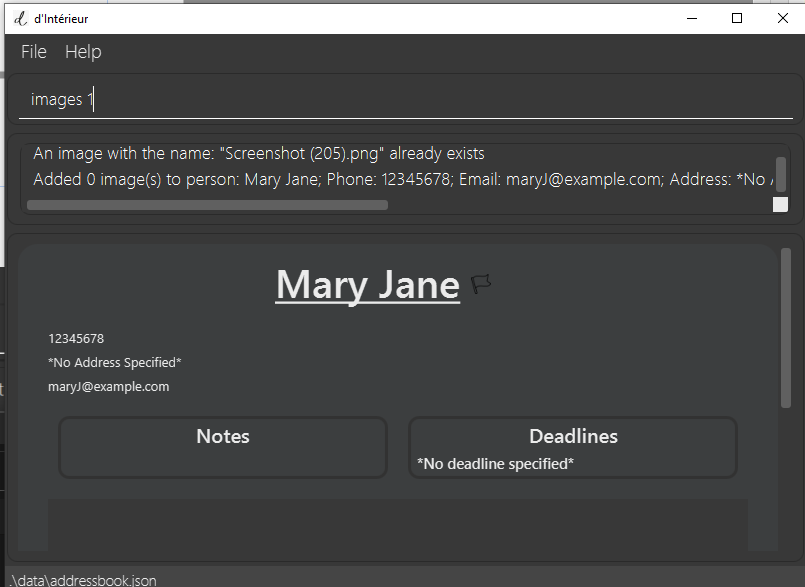 d'Intérieur
File Help
images 1
An image with the name: "Screenshot (205).png" already exists
Added 0 image(s) to person: Mary Jane; Phone: 12345678; Email: maryJ@example.com; Address: *No
Mary Jane
12345678
*No Address Specified*
maryJ@example.com
Notes
Deadlines
*No deadline specified*
.\data\addressbook.json